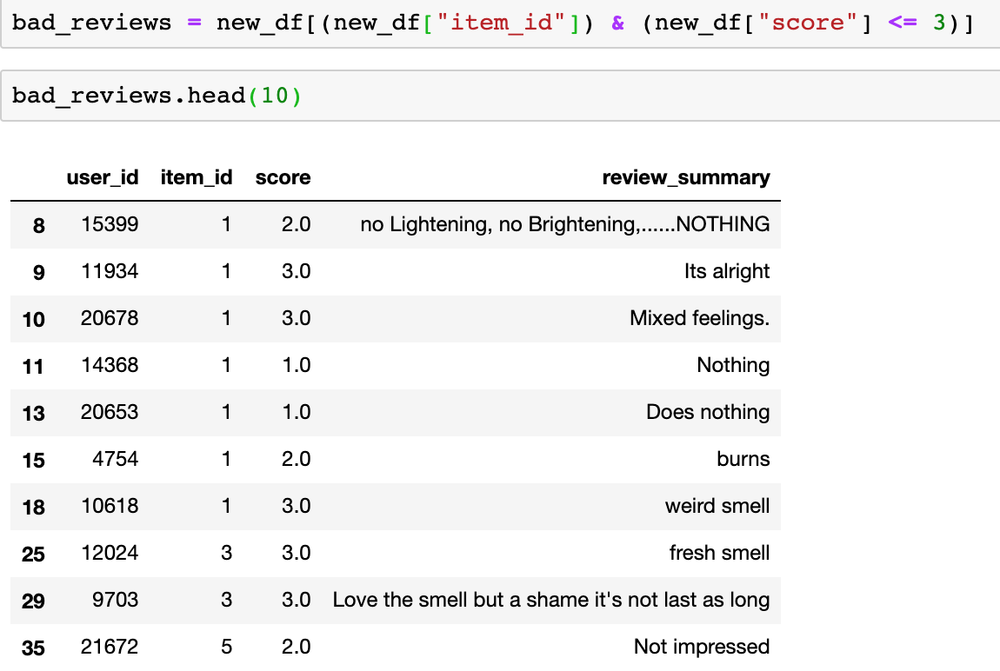 bad_reviews = new_df[(new_df["item_id"]) & (new_df["score"] <= 3)]
bad_reviews.head(10)
user_id item_id score review_summary
8 15399 1 2.0 no Lightening, no Brightening,......NOTHING
9 11934 1 3.0 Its alright
10 20678 1 3.0 Mixed feelings.
11 14368 1 1.0 Nothing
13 20653 1 1.0 Does nothing
15 4754 1 2.0 burns
18 10618 1 3.0 weird smell
25 12024 3 3.0 fresh smell
29 9703 3 3.0 Love the smell but a shame it's not last as long
35 21672 5 2.0 Not impressed